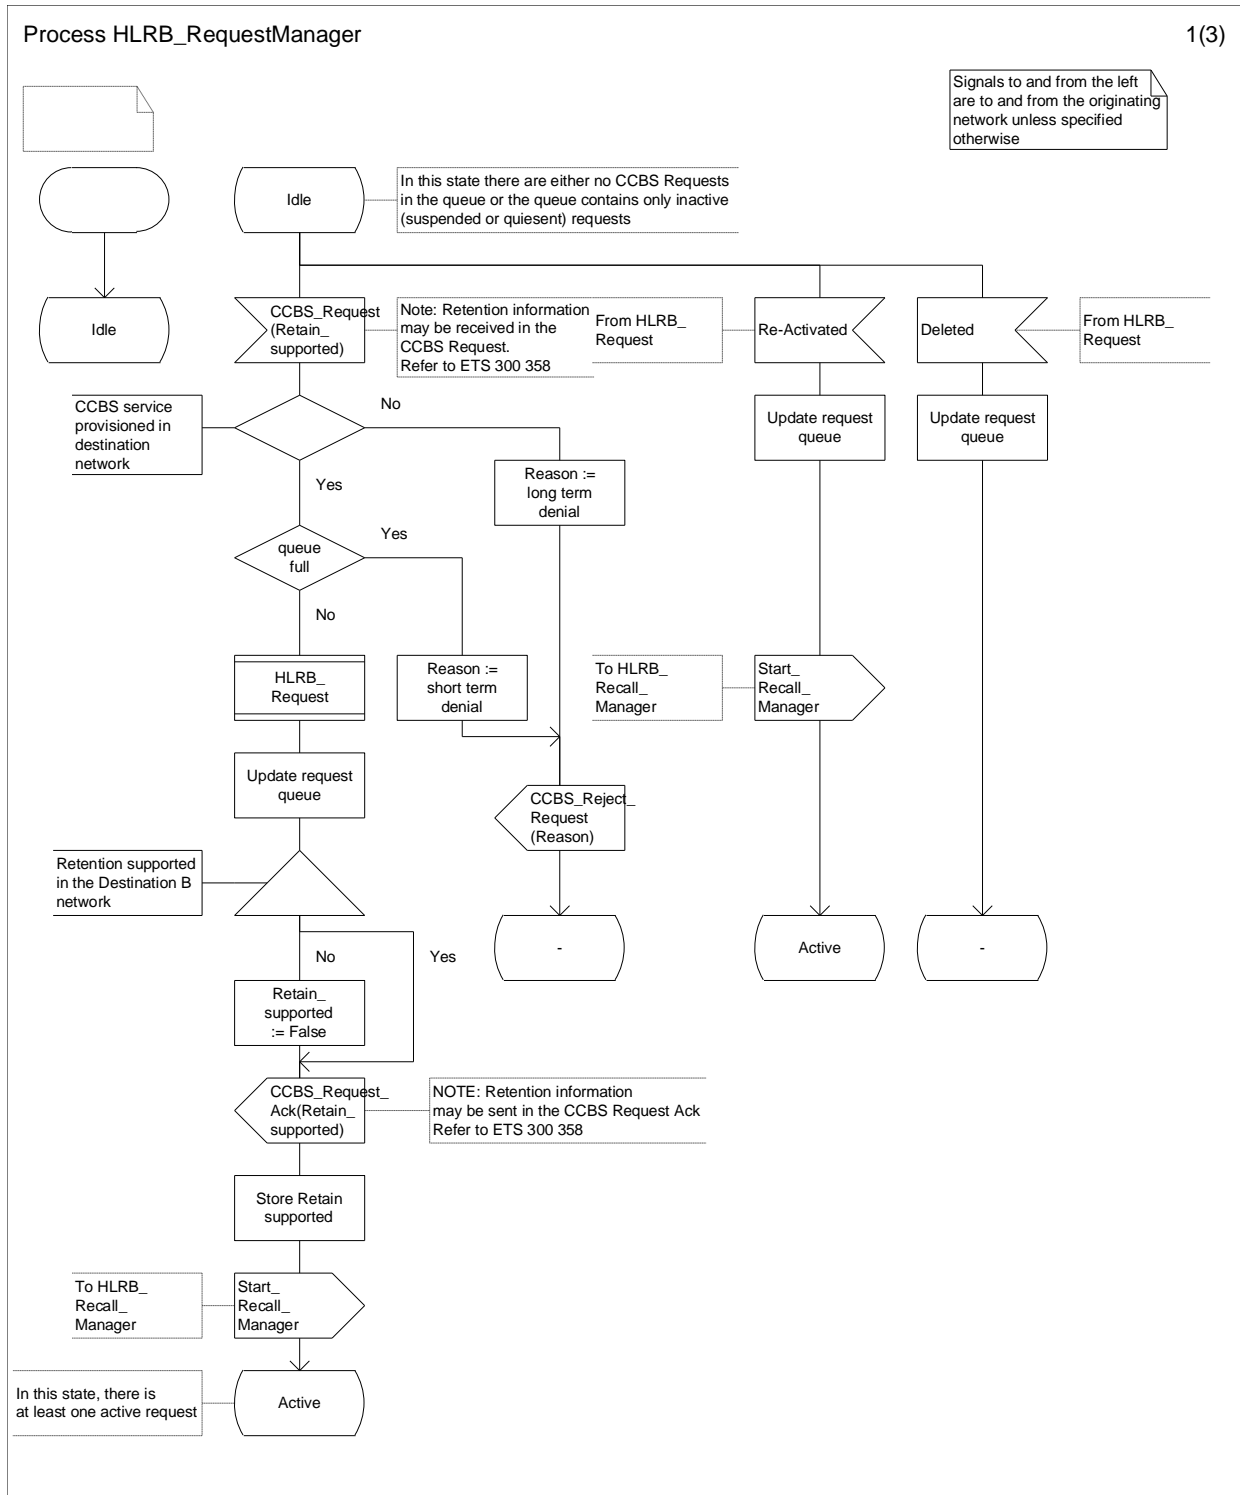 Process HLRB_RequestManager
1(3)
Signals to and from the left
are to and from the originating
network unless specified
otherwise
Idle
In this state there are either no CCBS Requests
in the queue or the queue contains only inactive
(suspended or quiesent) requests
Idle
CCBS_Request
(Retain_
supported)
Note: Retention information
may be received in the
CCBS Request.
Refer to ETS 300 358
From HLRB_
Request
Re-Activated
Deleted
From HLRB_
Request
CCBS service
provisioned in
destination
network
No
Yes
Update request
queue
Update request
queue
Reason :=
long term
denial
queue
full
Yes
No
HLRB_
Request
Reason :=
short term
denial
To HLRB_
Recall_
Manager
Start_
Recall_
Manager
Update request
queue
CCBS_Reject_
Request
(Reason)
Retention supported
in the Destination B
network
No
Yes
-
Active
-
Retain_
supported
:= False
CCBS_Request_
Ack(Retain_
supported)
NOTE: Retention information
may be sent in the CCBS Request Ack
Refer to ETS 300 358
Store Retain
supported
To HLRB_
Recall_
Manager
Start_
Recall_
Manager
In this state, there is
at least one active request
Active